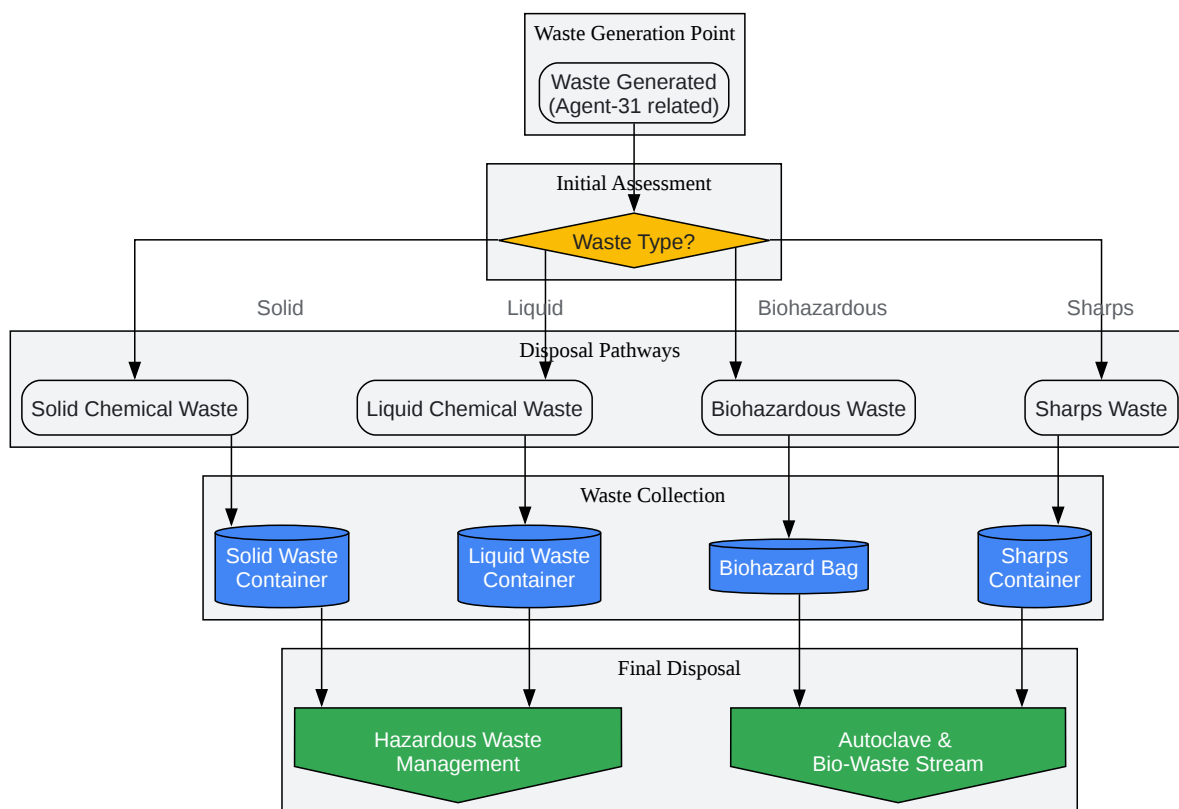 Waste Generation Point
Waste Generated
(Agent-31 related)
Initial Assessment
Waste Type?
Solid
Liquid
Biohazardous
Sharps
Disposal Pathways
Solid Chemical Waste
Liquid Chemical Waste
Biohazardous Waste
Sharps Waste
Waste Collection
Solid Waste
Container
Liquid Waste
Container
Biohazard Bag
Sharps
Container
Final Disposal
Hazardous Waste
Management
Autoclave &
Bio-Waste Stream